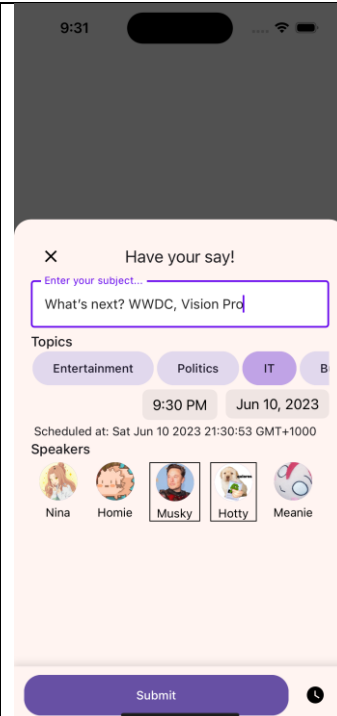 9:31
Have your say!
Enter your subject...
What's next? WWDC, Vision Pro
Topics
Entertainment Politics IT
9:30 PM Jun 10, 2023
Scheduled at: Sat Jun 10 2023 21:30:53 GMT+1000
Speakers
Nina Homie Musky Hotty Meanie
Submit